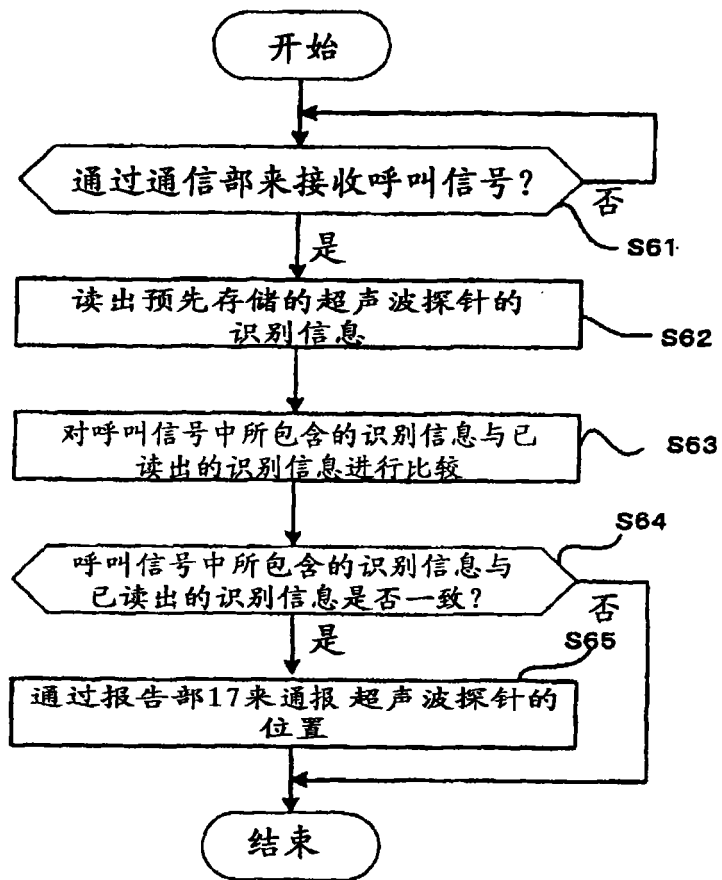 开始
通过通信部来接收呼叫信号？
否
S61
是
读出预先存储的超声波探针的
识别信息
S62
对呼叫信号中所包含的识别信息与已
读出的识别信息进行比较
S63
S64
呼叫信号中所包含的识别信息与
已读出的识别信息是否一致？
否
是
S65
通过报告部17来通报 超声波探针的
位置
结束